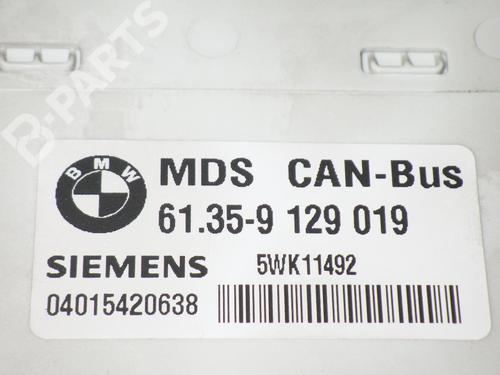 B-PARTS
BMW
MDS CAN-Bus
61.35-9 129 019
SIEMENS 5WK11492
04015420638